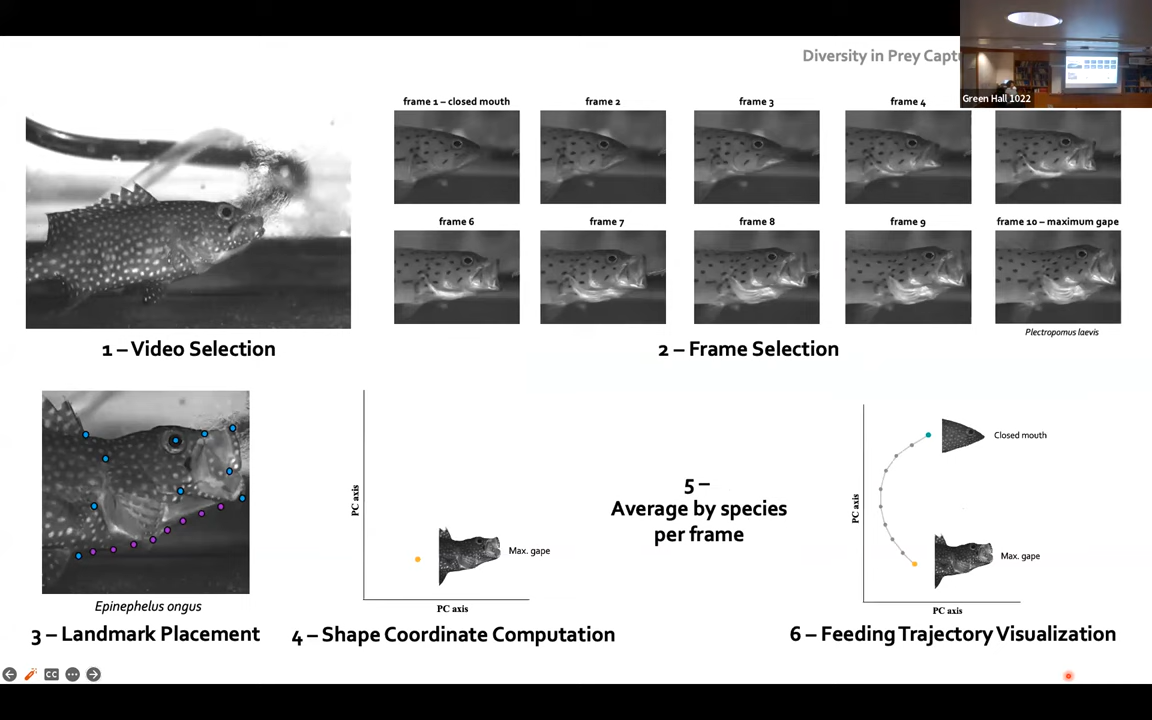 Diversity in Prey
Green Hall 1022
frame 1 – closed mouth
frame 2
frame 3
frame 4
frame 6
frame 7
frame 8
frame 9
frame 10 – maximum gape
Plectropomus laevis
1 – Video Selection
2 – Frame Selection
PC axis
Max. gape
PC axis
5 –
Average by species
per frame
PC axis
Closed mouth
Max. gape
PC axis
Epinephelus ongus
3 – Landmark Placement
4 – Shape Coordinate Computation
6 – Feeding Trajectory Visualization
CC